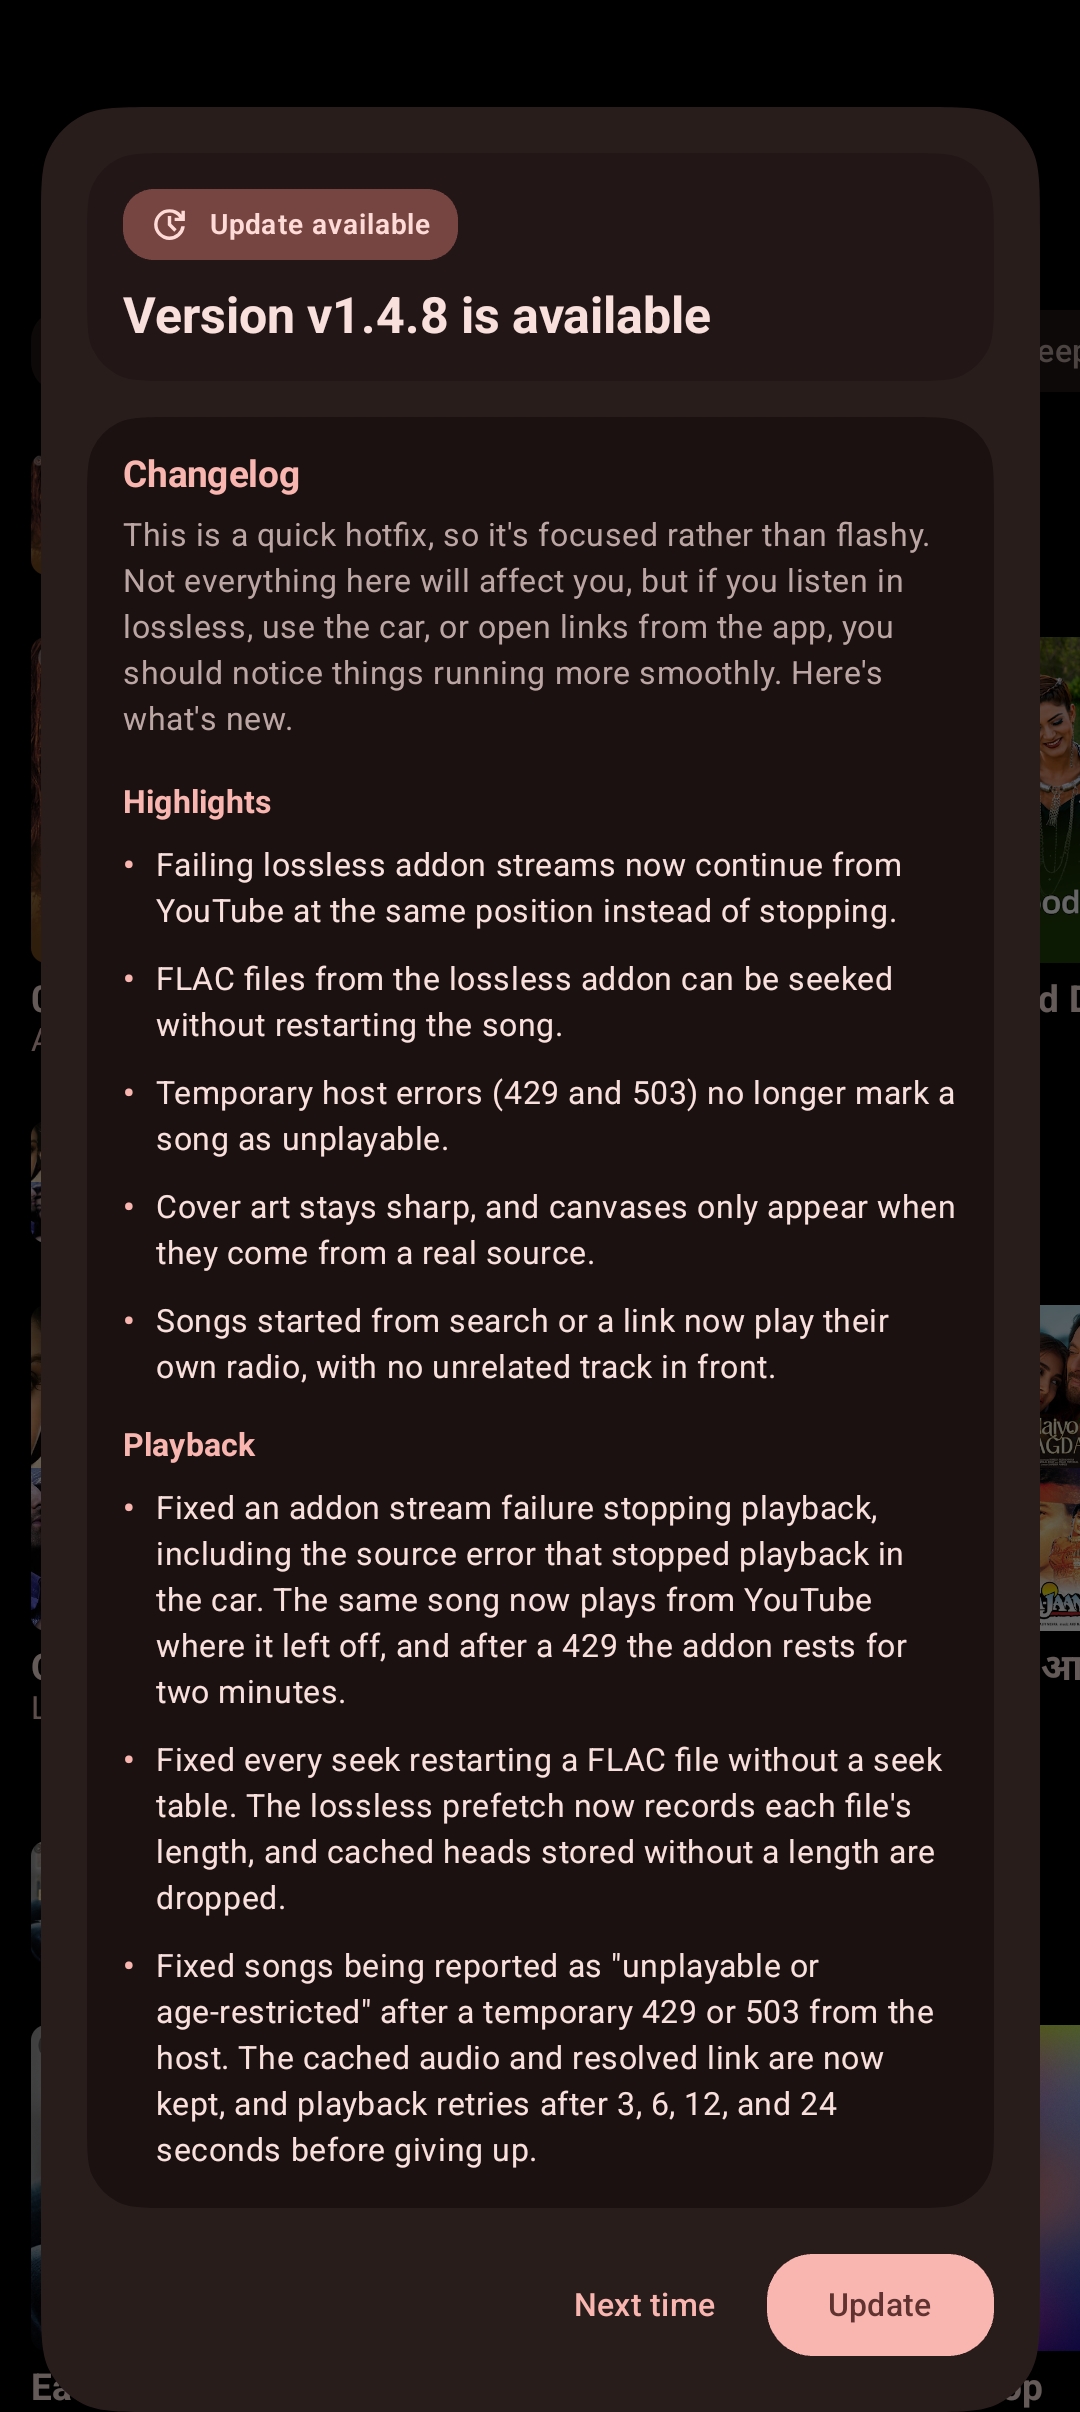 Update available
Version v1.4.8 is available
Changelog
This is a quick hotfix, so it's focused rather than flashy.
Not everything here will affect you, but if you listen in
lossless, use the car, or open links from the app, you
should notice things running more smoothly. Here's
what's new.
Highlights
• Failing lossless addon streams now continue from
YouTube at the same position instead of stopping.
• FLAC files from the lossless addon can be seeked
without restarting the song.
• Temporary host errors (429 and 503) no longer mark a
song as unplayable.
• Cover art stays sharp, and canvases only appear when
they come from a real source.
• Songs started from search or a link now play their
own radio, with no unrelated track in front.
Playback
• Fixed an addon stream failure stopping playback,
including the source error that stopped playback in
the car. The same song now plays from YouTube
where it left off, and after a 429 the addon rests for
two minutes.
• Fixed every seek restarting a FLAC file without a seek
table. The lossless prefetch now records each file's
length, and cached heads stored without a length are
dropped.
• Fixed songs being reported as "unplayable or
age-restricted" after a temporary 429 or 503 from the
host. The cached audio and resolved link are now
kept, and playback retries after 3, 6, 12, and 24
seconds before giving up.
Next time
Update